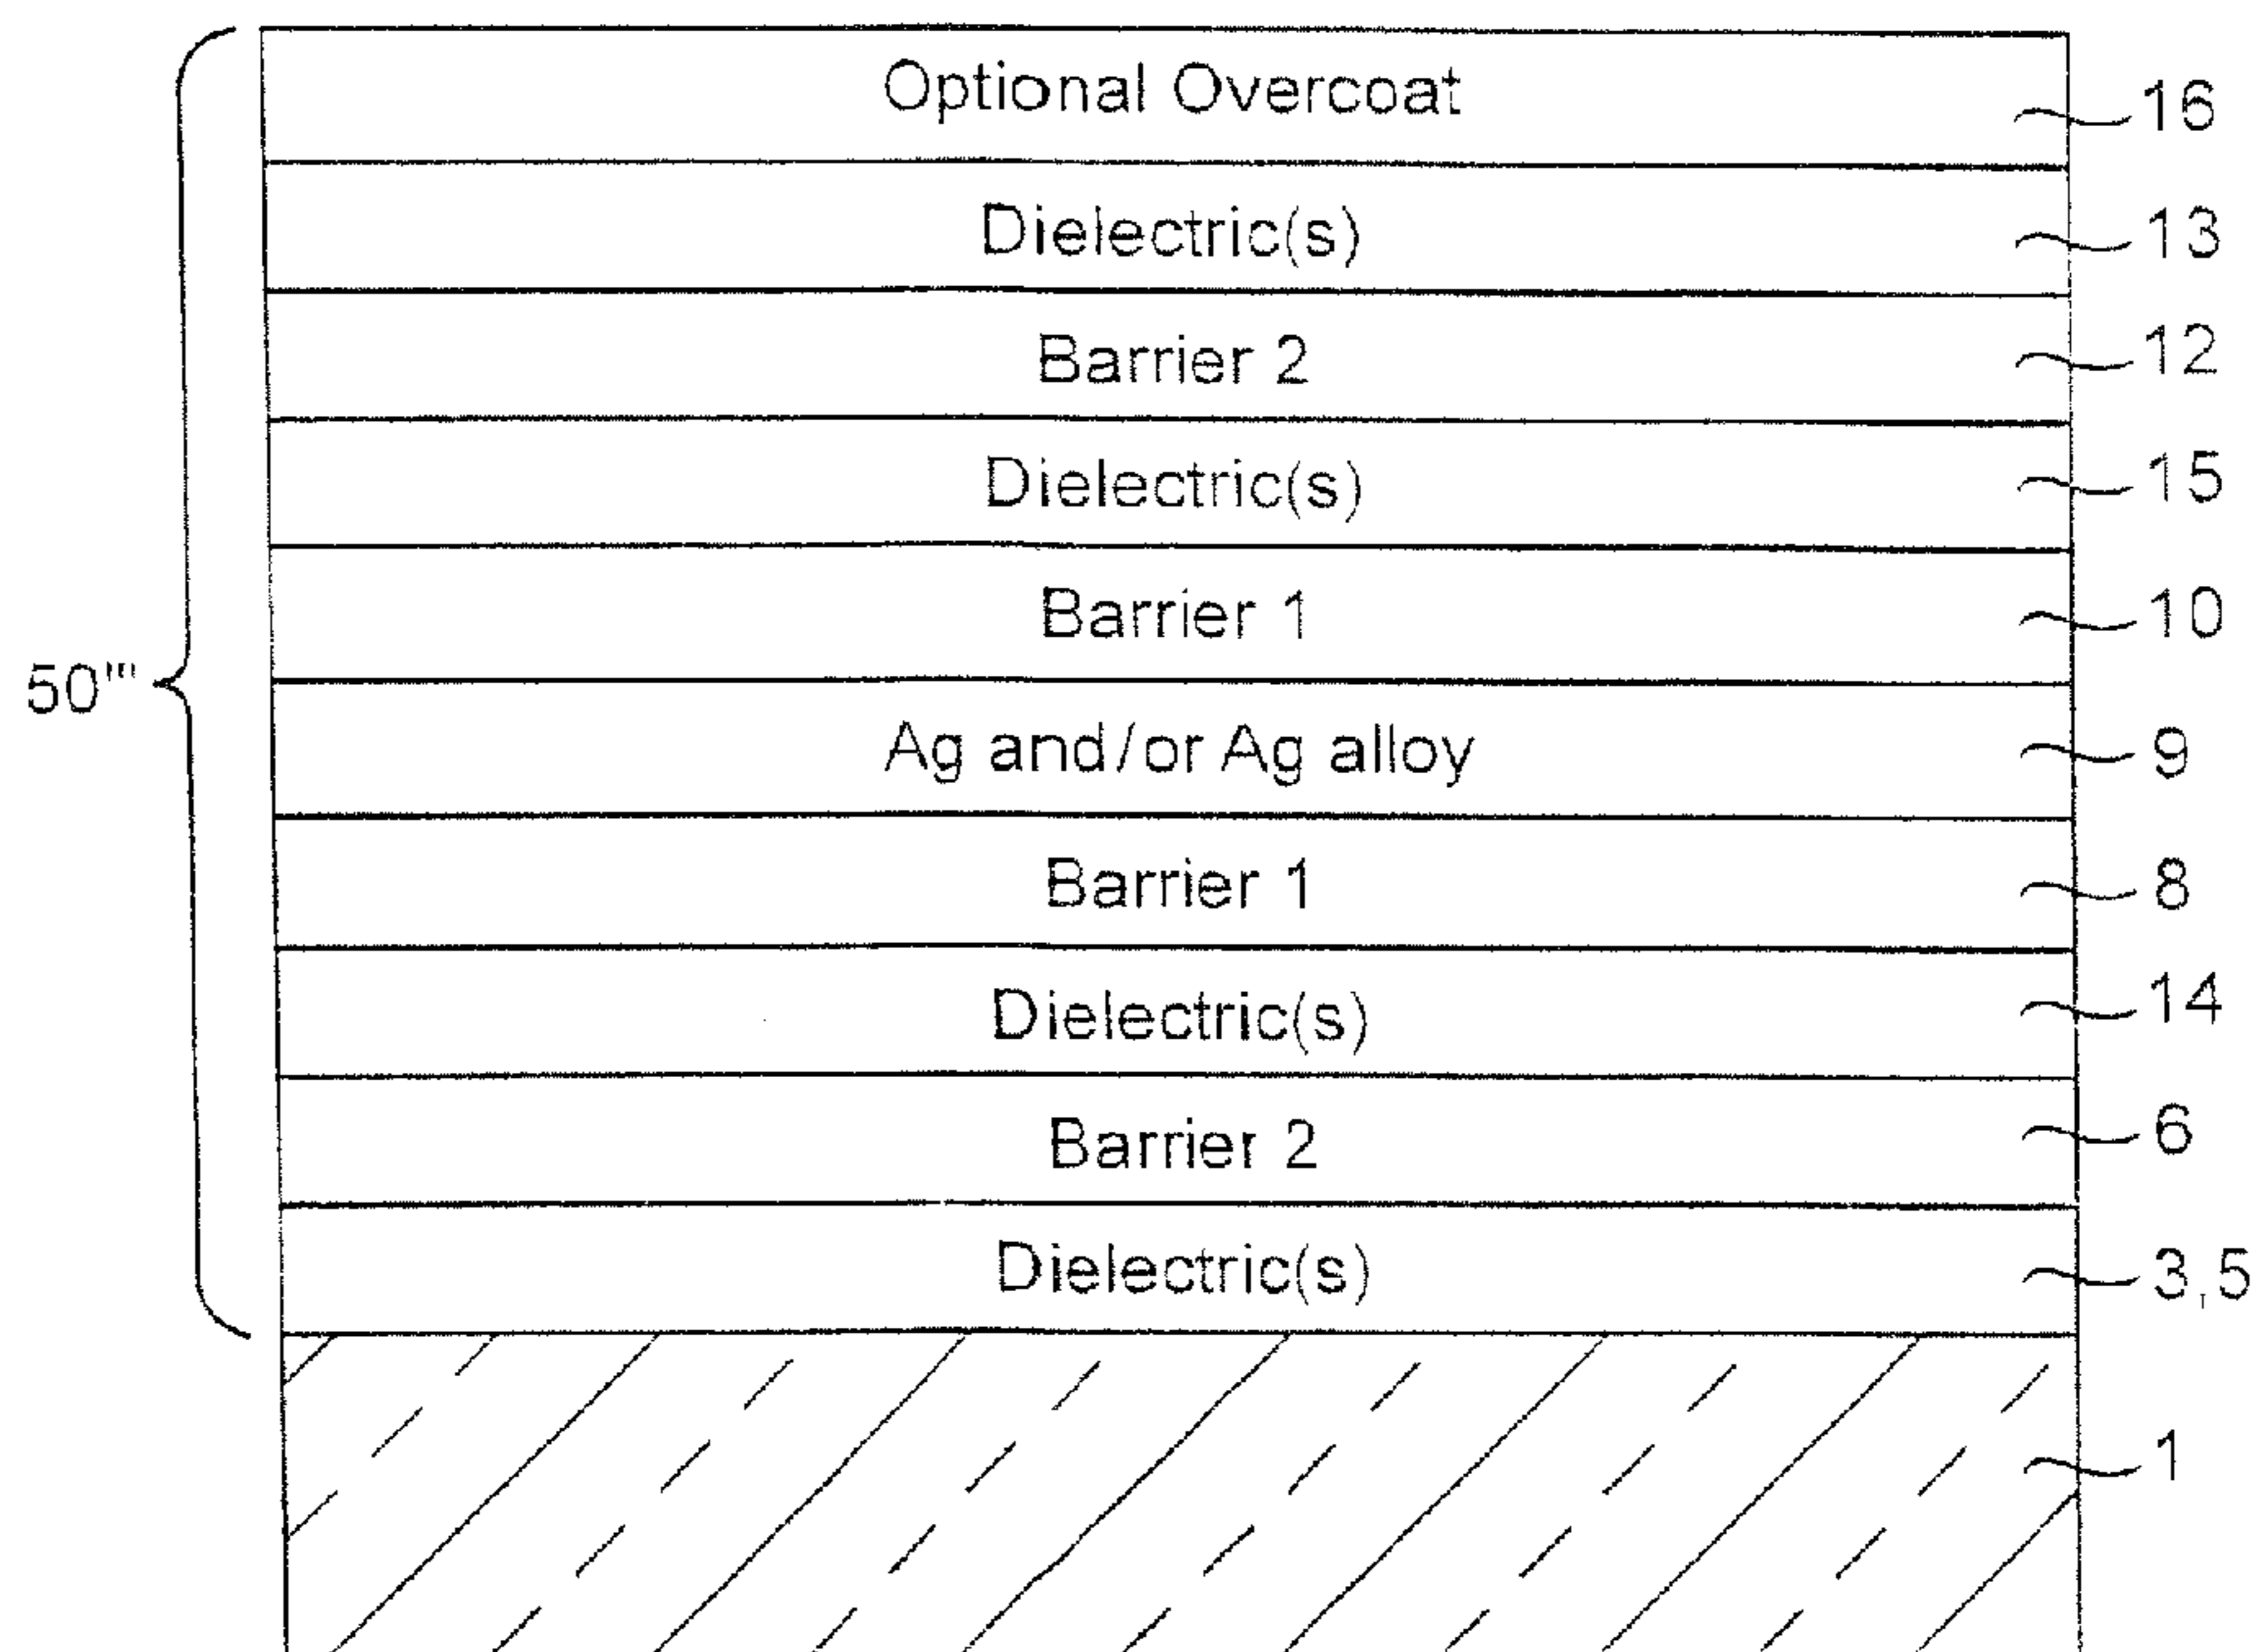 Optional Overcoat 16
Dielectric(s) 13
Barrier 2 12
Dielectric(s) 15
Barrier 1 10
50'''
Ag and/or Ag alloy 9
Barrier 1 8
Dielectric(s) 14
Barrier 2 6
Dielectric(s) 3,5
1